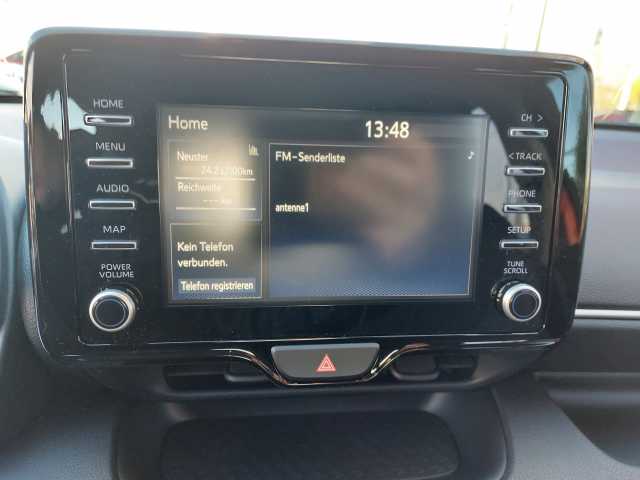 HOME
MENU
AUDIO
MAP
POWER
VOLUME
Home
13:48
Neuster
Reichweite
--- km
Kein Telefon
verbunden.
Telefon registrieren
FM-Senderliste
antenne1
CH >
< TRACK
PHONE
SETUP
TUNE
SCROLL